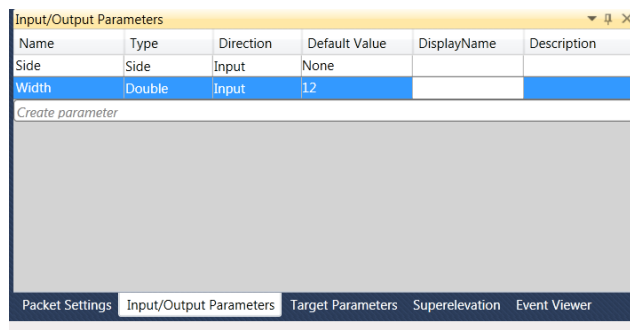 Input/Output Parameters
Name Type Direction Default Value DisplayName Description
Side Side Input None
Width Double Input 12
Create parameter
Packet Settings Input/Output Parameters Target Parameters Superelevation Event Viewer